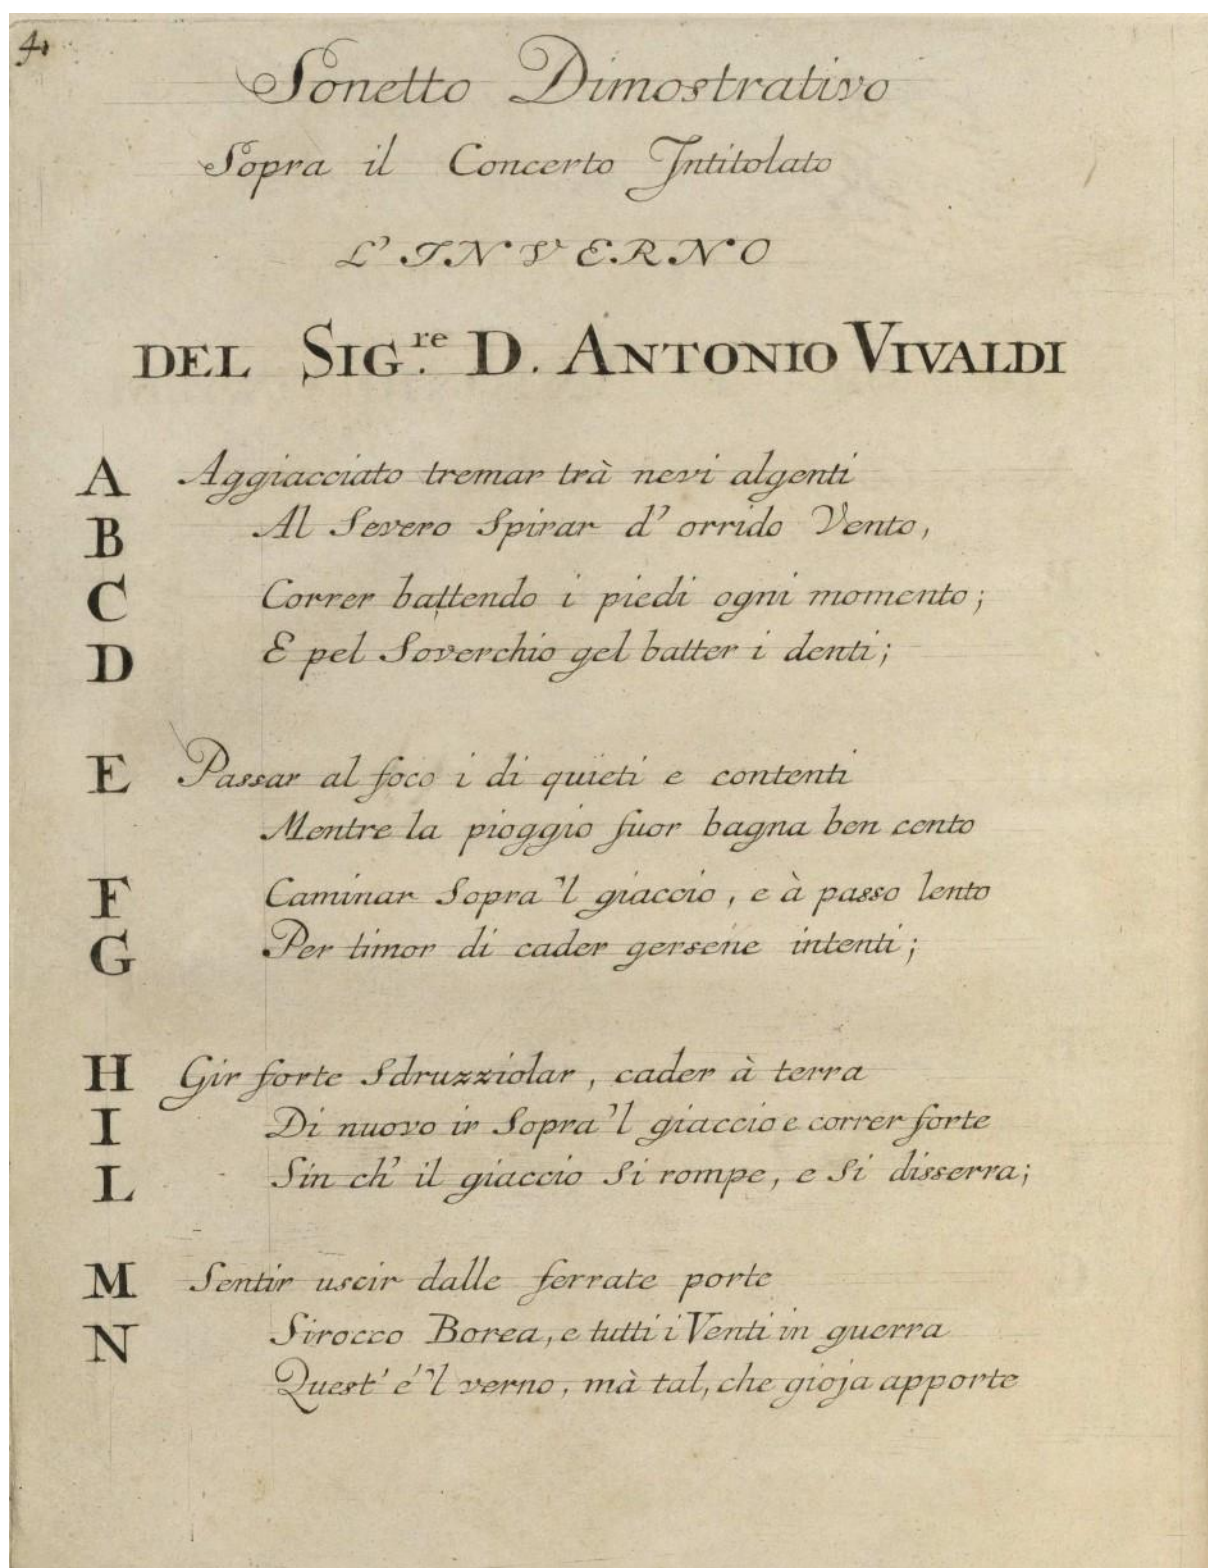 4
Sonetto Dimostrativo
Sopra il Concerto Intitolato
L' INVERNO
DEL SIG.re D. ANTONIO VIVALDI
A Aggiacciato tremar trà nevi algenti
B Al Severo Spirar d' orrido Vento,
C Correr battendo i piedi ogni momento;
D E pel Soverchio gel batter i denti;
E Passar al foco i di quieti e contenti
Mentre la pioggio fuor bagna ben cento
F Caminar Sopra 'l giaccio, e à passo lento
G Per timor di cader gersene intenti;
H Gir forte Sdruzziolar, cader à terra
I Di nuovo ir Sopra 'l giaccio e correr forte
L Sin ch' il giaccio Si rompe, e Si disserra;
M Sentir uscir dalle ferrate porte
N Sirocco Borea, e tutti i Venti in guerra
Quest' é 'l verno, mà tal, che gioja apporte